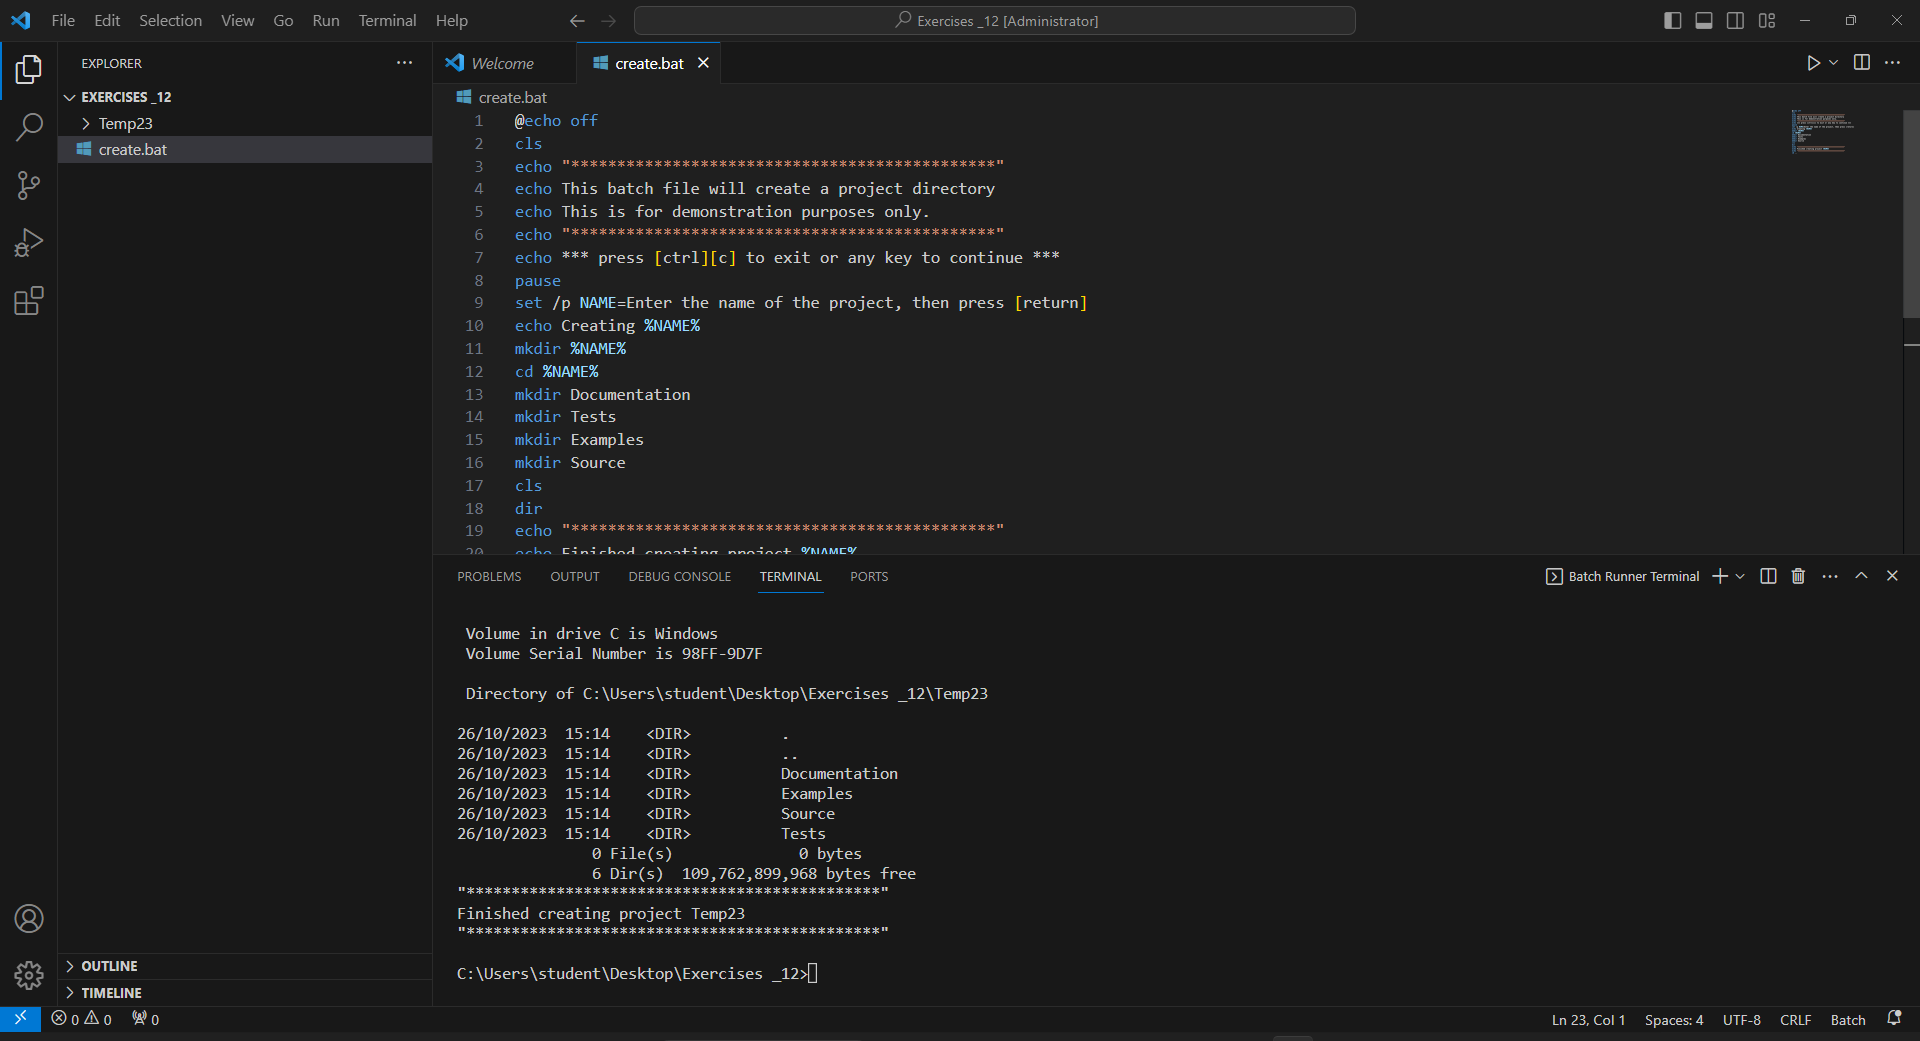 File Edit Selection View Go Run Terminal Help
Exercises _12 [Administrator]
EXPLORER
EXERCISES _12
Temp23
create.bat
OUTLINE
TIMELINE
Welcome
create.bat
create.bat
1 @echo off
2 cls
3 echo "**********************************************"
4 echo This batch file will create a project directory
5 echo This is for demonstration purposes only.
6 echo "**********************************************"
7 echo *** press [ctrl][c] to exit or any key to continue ***
8 pause
9 set /p NAME=Enter the name of the project, then press [return]
10 echo Creating %NAME%
11 mkdir %NAME%
12 cd %NAME%
13 mkdir Documentation
14 mkdir Tests
15 mkdir Examples
16 mkdir Source
17 cls
18 dir
19 echo "**********************************************"
20 echo Finished creating project %NAME%
PROBLEMS OUTPUT DEBUG CONSOLE TERMINAL PORTS
Batch Runner Terminal
Volume in drive C is Windows
Volume Serial Number is 98FF-9D7F
Directory of C:\Users\student\Desktop\Exercises _12\Temp23
26/10/2023 15:14 <DIR> .
26/10/2023 15:14 <DIR> ..
26/10/2023 15:14 <DIR> Documentation
26/10/2023 15:14 <DIR> Examples
26/10/2023 15:14 <DIR> Source
26/10/2023 15:14 <DIR> Tests
0 File(s) 0 bytes
6 Dir(s) 109,762,899,968 bytes free
"**********************************************"
Finished creating project Temp23
"**********************************************"
C:\Users\student\Desktop\Exercises _12>
0 0 0
Ln 23, Col 1 Spaces: 4 UTF-8 CRLF Batch